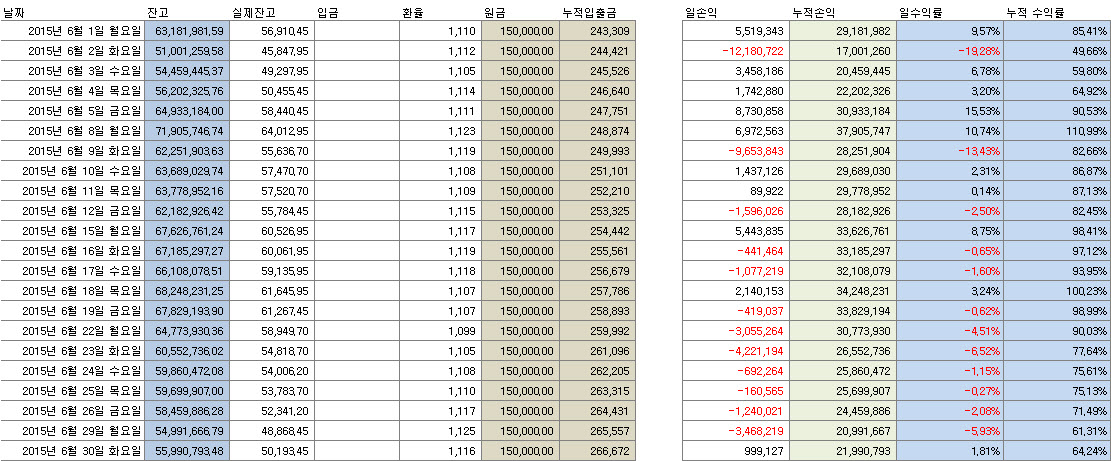 날짜 잔고 실제잔고 입금 환율 원금 누적입출금 일손익 누적손익 일수익률 누적 수익률
2015년 6월 1일 월요일 63,181,981,59 56,910,45 1,110 150,000,00 243,309 5,519,343 29,181,982 9,57% 85,41%
2015년 6월 2일 화요일 51,001,259,58 45,847,95 1,112 150,000,00 244,421 -12,180,722 17,001,260 -19,28% 49,66%
2015년 6월 3일 수요일 54,459,445,37 49,297,95 1,105 150,000,00 245,526 3,458,186 20,459,445 6,78% 59,80%
2015년 6월 4일 목요일 56,202,325,76 50,455,45 1,114 150,000,00 246,640 1,742,880 22,202,326 3,20% 64,92%
2015년 6월 5일 금요일 64,933,184,00 58,440,45 1,111 150,000,00 247,751 8,730,858 30,933,184 15,53% 90,53%
2015년 6월 8일 월요일 71,905,746,74 64,012,95 1,123 150,000,00 248,874 6,972,563 37,905,747 10,74% 110,99%
2015년 6월 9일 화요일 62,251,903,63 55,636,70 1,119 150,000,00 249,993 -9,653,843 28,251,904 -13,43% 82,66%
2015년 6월 10일 수요일 63,689,029,74 57,470,70 1,108 150,000,00 251,101 1,437,126 29,689,030 2,31% 86,87%
2015년 6월 11일 목요일 63,778,952,16 57,520,70 1,109 150,000,00 252,210 89,922 29,778,952 0,14% 87,13%
2015년 6월 12일 금요일 62,182,926,42 55,784,45 1,115 150,000,00 253,325 -1,596,026 28,182,926 -2,50% 82,45%
2015년 6월 15일 월요일 67,626,761,24 60,526,95 1,117 150,000,00 254,442 5,443,835 33,626,761 8,75% 98,41%
2015년 6월 16일 화요일 67,185,297,27 60,061,95 1,119 150,000,00 255,561 -441,464 33,185,297 -0,65% 97,12%
2015년 6월 17일 수요일 66,108,078,51 59,135,95 1,118 150,000,00 256,679 -1,077,219 32,108,079 -1,60% 93,95%
2015년 6월 18일 목요일 68,248,231,25 61,645,95 1,107 150,000,00 257,786 2,140,153 34,248,231 3,24% 100,23%
2015년 6월 19일 금요일 67,829,193,90 61,267,45 1,107 150,000,00 258,893 -419,037 33,829,194 -0,62% 98,99%
2015년 6월 22일 월요일 64,773,930,36 58,949,70 1,099 150,000,00 259,992 -3,055,264 30,773,930 -4,51% 90,03%
2015년 6월 23일 화요일 60,552,736,02 54,818,70 1,105 150,000,00 261,096 -4,221,194 26,552,736 -6,52% 77,64%
2015년 6월 24일 수요일 59,860,472,08 54,006,20 1,108 150,000,00 262,205 -692,264 25,860,472 -1,15% 75,61%
2015년 6월 25일 목요일 59,699,907,00 53,783,70 1,110 150,000,00 263,315 -160,565 25,699,907 -0,27% 75,13%
2015년 6월 26일 금요일 58,459,886,28 52,341,20 1,117 150,000,00 264,431 -1,240,021 24,459,886 -2,08% 71,49%
2015년 6월 29일 월요일 54,991,666,79 48,868,45 1,125 150,000,00 265,557 -3,468,219 20,991,667 -5,93% 61,31%
2015년 6월 30일 화요일 55,990,793,48 50,193,45 1,116 150,000,00 266,672 999,127 21,990,793 1,81% 64,24%